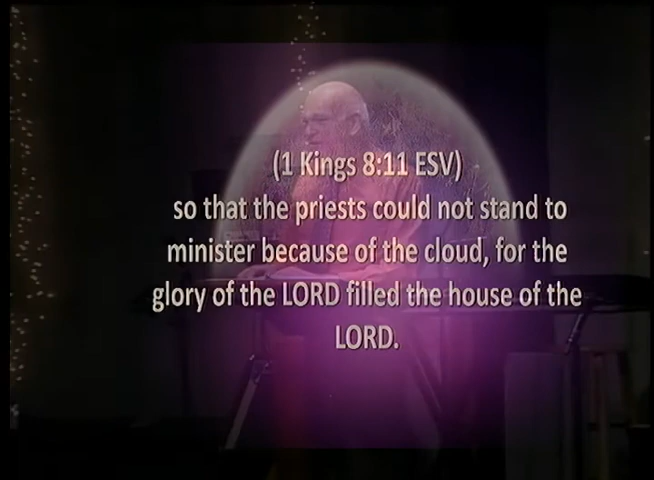 (1 Kings 8:11 ESV)
so that the priests could not stand to
minister because of the cloud, for the
glory of the LORD filled the house of the
LORD.